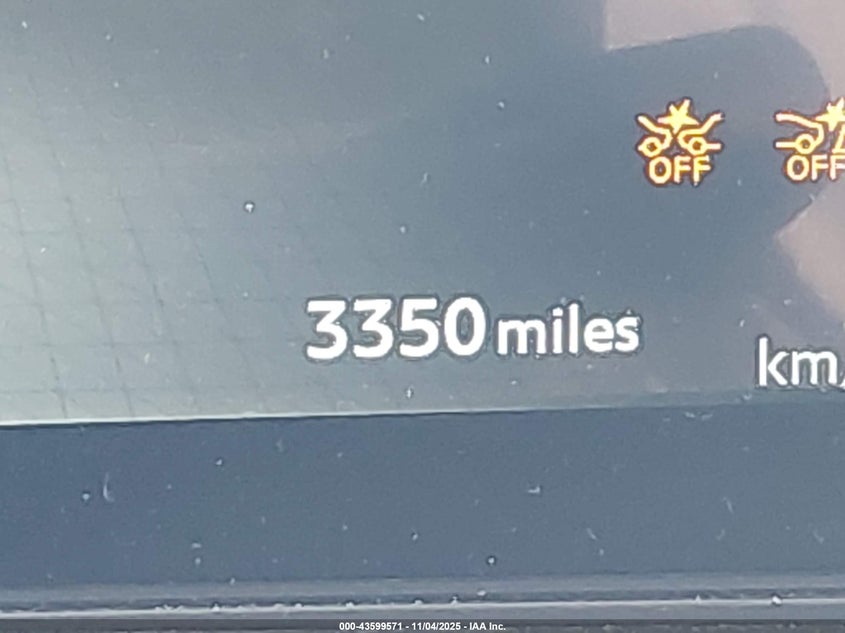 OFF OFF
3350 miles
km/
000-43599571 - 11/04/2025 - IAA Inc.